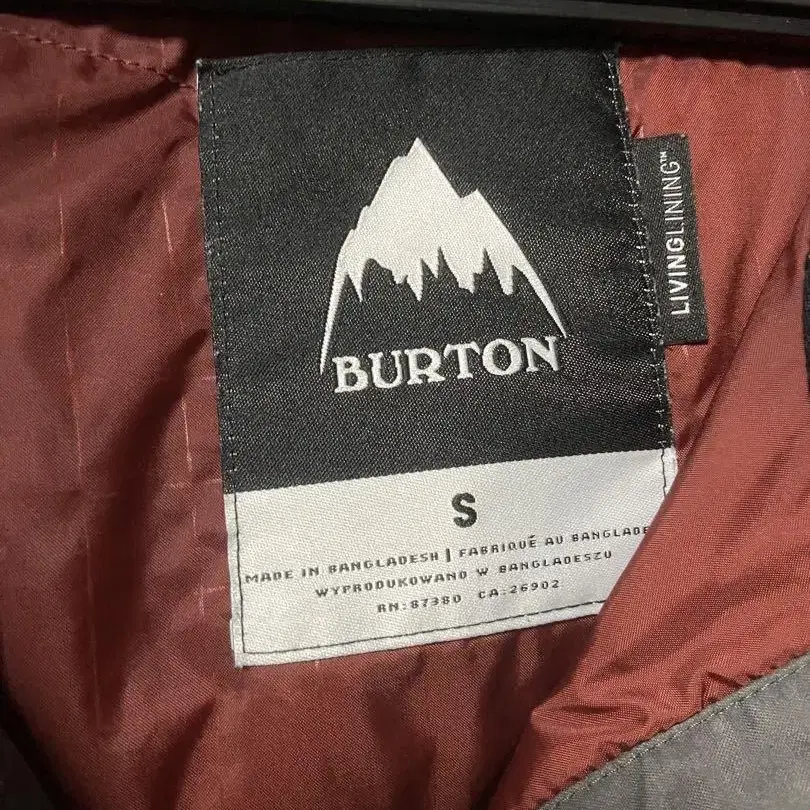 BURTON
LIVINGLINING™
S
MADE IN BANGLADESH | FABRIQUÉ AU BANGLADE
WYPRODUKOWANO W BANGLADESZU
RN:87380 CA:26902